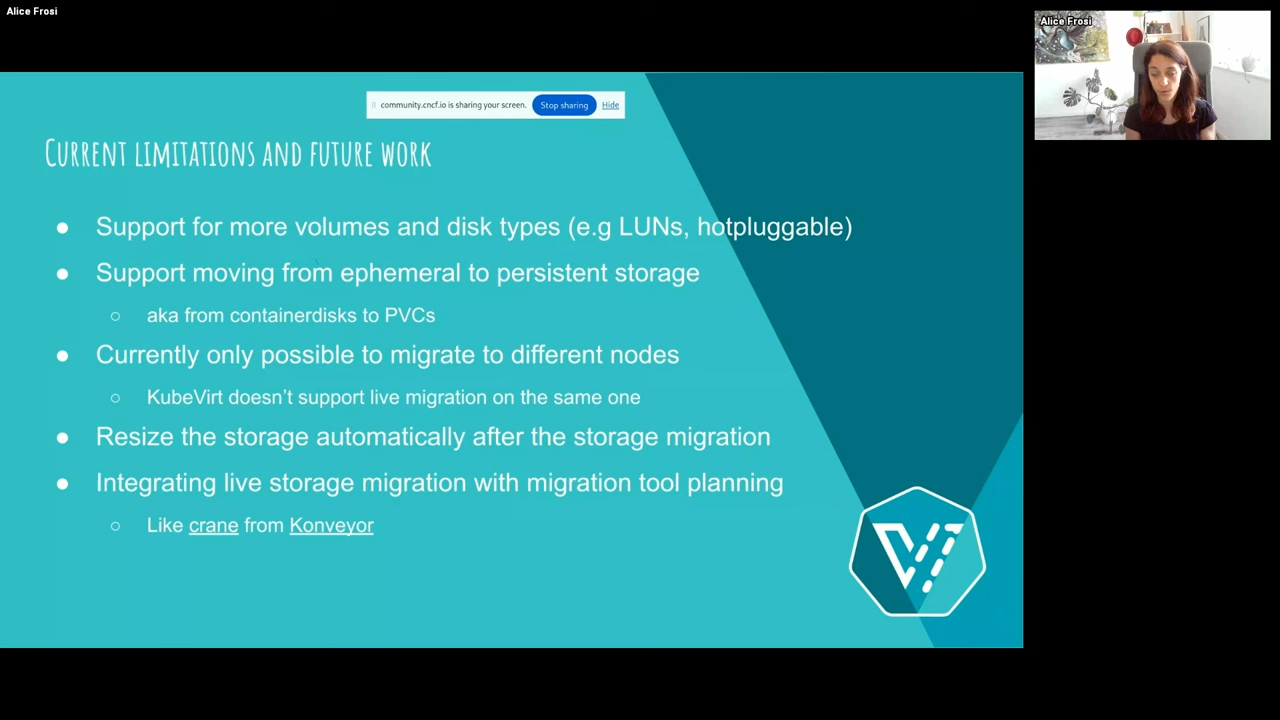 Alice Frosi
Alice Frosi
community.cncf.io is sharing your screen. Stop sharing Hide
CURRENT LIMITATIONS AND FUTURE WORK
● Support for more volumes and disk types (e.g LUNs, hotpluggable)
● Support moving from ephemeral to persistent storage
○ aka from containerdisks to PVCs
● Currently only possible to migrate to different nodes
○ KubeVirt doesn’t support live migration on the same one
● Resize the storage automatically after the storage migration
● Integrating live storage migration with migration tool planning
○ Like crane from Konveyor